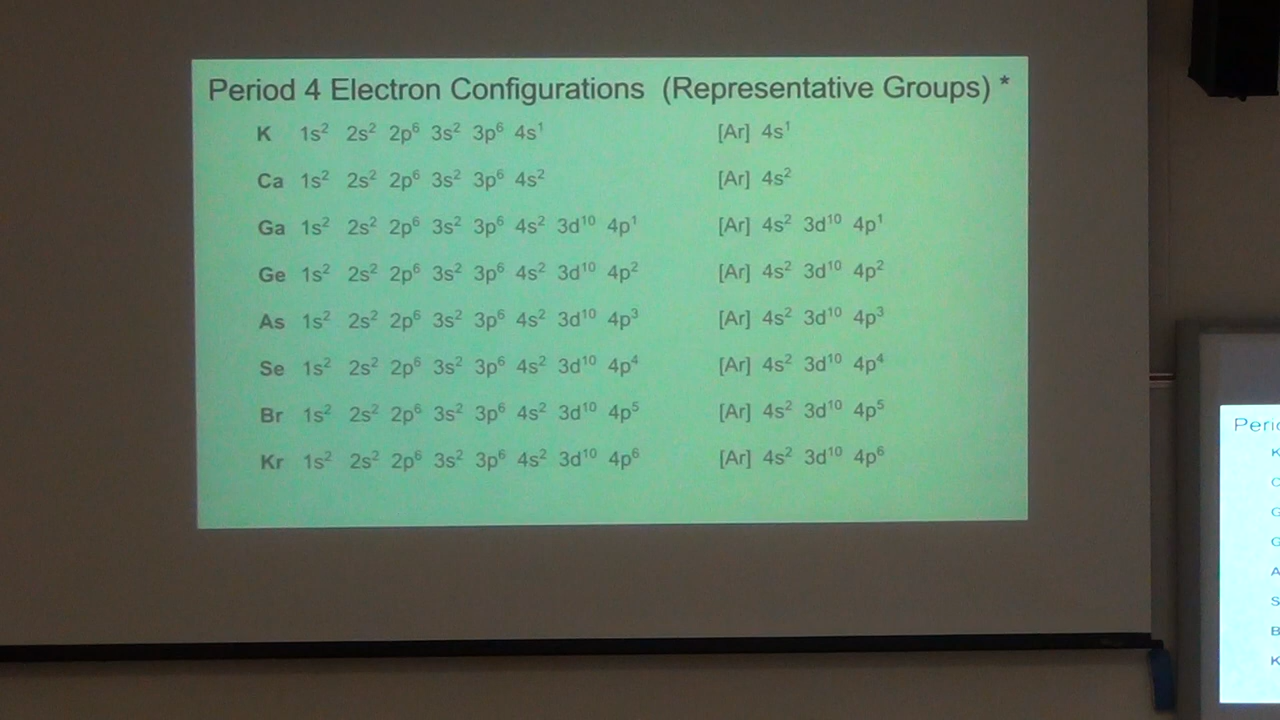 Period 4 Electron Configurations (Representative Groups) *
K 1s² 2s² 2p⁶ 3s² 3p⁶ 4s¹ [Ar] 4s¹
Ca 1s² 2s² 2p⁶ 3s² 3p⁶ 4s² [Ar] 4s²
Ga 1s² 2s² 2p⁶ 3s² 3p⁶ 4s² 3d¹⁰ 4p¹ [Ar] 4s² 3d¹⁰ 4p¹
Ge 1s² 2s² 2p⁶ 3s² 3p⁶ 4s² 3d¹⁰ 4p² [Ar] 4s² 3d¹⁰ 4p²
As 1s² 2s² 2p⁶ 3s² 3p⁶ 4s² 3d¹⁰ 4p³ [Ar] 4s² 3d¹⁰ 4p³
Se 1s² 2s² 2p⁶ 3s² 3p⁶ 4s² 3d¹⁰ 4p⁴ [Ar] 4s² 3d¹⁰ 4p⁴
Br 1s² 2s² 2p⁶ 3s² 3p⁶ 4s² 3d¹⁰ 4p⁵ [Ar] 4s² 3d¹⁰ 4p⁵
Kr 1s² 2s² 2p⁶ 3s² 3p⁶ 4s² 3d¹⁰ 4p⁶ [Ar] 4s² 3d¹⁰ 4p⁶